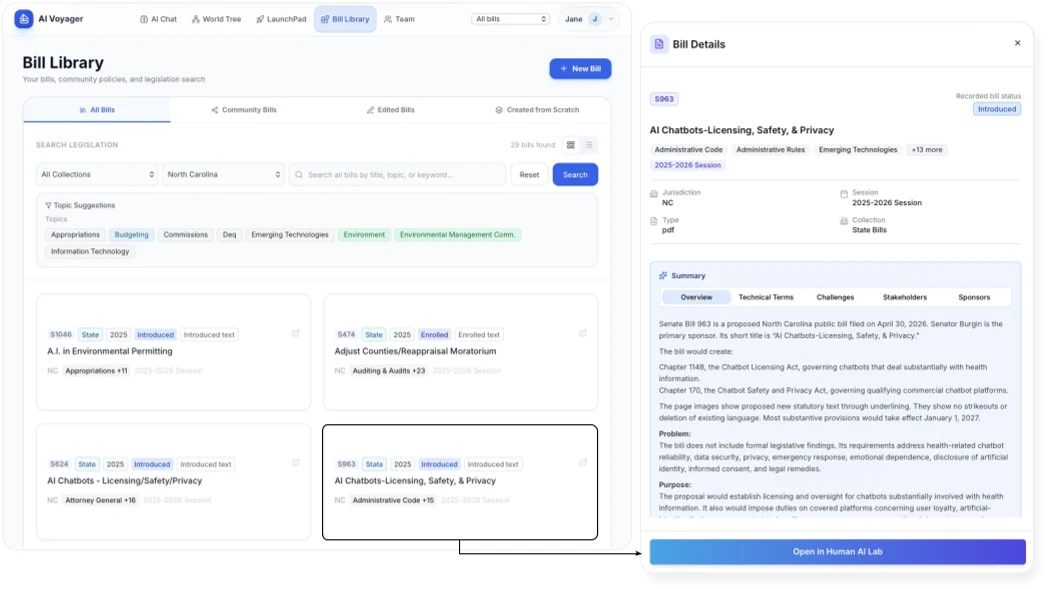 AI Voyager
AI Chat
World Tree
LaunchPad
Bill Library
Team
All bills
Jane
J
Bill Library
Your bills, community policies, and legislation search
+ New Bill
All Bills
Community Bills
Edited Bills
Created from Scratch
SEARCH LEGISLATION
29 bills found
All Collections
North Carolina
Search all bills by title, topic, or keyword...
Reset
Search
Topic Suggestions
Topics
Appropriations
Budgeting
Commissions
Deq
Emerging Technologies
Environment
Environmental Management Comn.
Information Technology
S1046 State 2025 Introduced Introduced text
A.I. in Environmental Permitting
NC Appropriations +11 2025-2026 Session
S474 State 2025 Enrolled Enrolled text
Adjust Counties/Reappraisal Moratorium
NC Auditing & Audits +23 2025-2026 Session
S624 State 2025 Introduced Introduced text
AI Chatbots - Licensing/Safety/Privacy
NC Attorney General +16 2025-2026 Session
S963 State 2025 Introduced Introduced text
AI Chatbots-Licensing, Safety, & Privacy
NC Administrative Code +15 2025-2026 Session
Bill Details
S963
Recorded bill status
Introduced
AI Chatbots-Licensing, Safety, & Privacy
Administrative Code
Administrative Rules
Emerging Technologies
+13 more
2025-2026 Session
Jurisdiction
NC
Session
2025-2026 Session
Type
pdf
Collection
State Bills
Summary
Overview
Technical Terms
Challenges
Stakeholders
Sponsors
Senate Bill 963 is a proposed North Carolina public bill filed on April 30, 2026. Senator Burgin is the
primary sponsor. Its short title is "AI Chatbots-Licensing, Safety, & Privacy."
The bill would create:
Chapter 114B, the Chatbot Licensing Act, governing chatbots that deal substantially with health
information.
Chapter 170, the Chatbot Safety and Privacy Act, governing qualifying commercial chatbot platforms.
The page images show proposed new statutory text through underlining. They show no strikeouts or
deletion of existing language. Most substantive provisions would take effect January 1, 2027.
Problem:
The bill does not include formal legislative findings. Its requirements address health-related chatbot
reliability, data security, privacy, emergency response, emotional dependence, disclosure of artificial
identity, informed consent, and legal remedies.
Purpose:
The proposal would establish licensing and oversight for chatbots substantially involved with health
information. It also would impose duties on covered platforms concerning user loyalty, artificial-
Open in Human AI Lab